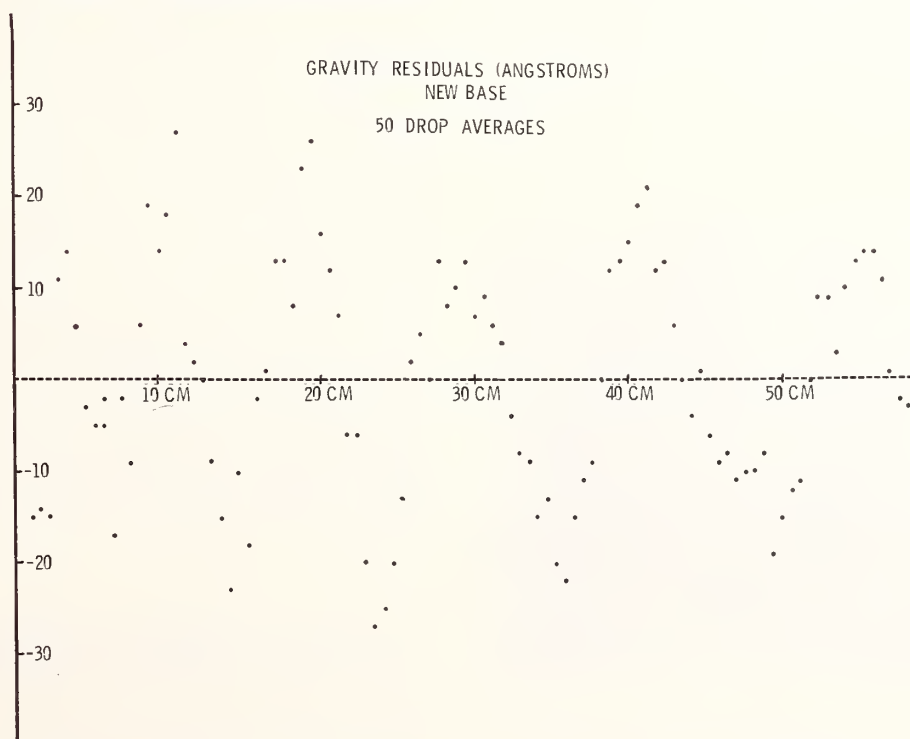 GRAVITY RESIDUALS (ANGSTROMS)
NEW BASE
50 DROP AVERAGES
30
20
10
10 CM
20 CM
30 CM
40 CM
50 CM
-10
-20
-30